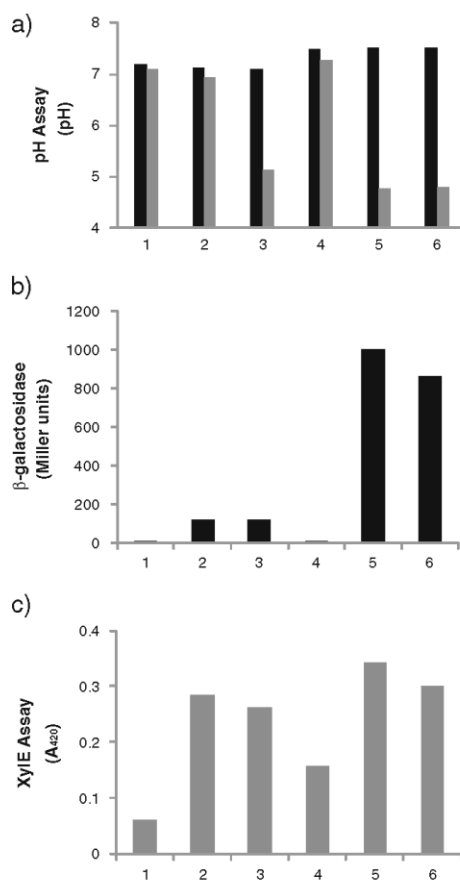 a)
8
7
6
5
4
pH Assay
(pH)
1 2 3 4 5 6
b)
1200
1000
800
600
400
200
0
β-galactosidase
(Miller units)
1 2 3 4 5 6
c)
0.4
0.3
0.2
0.1
0
XylE Assay
(A₄₂₀)
1 2 3 4 5 6